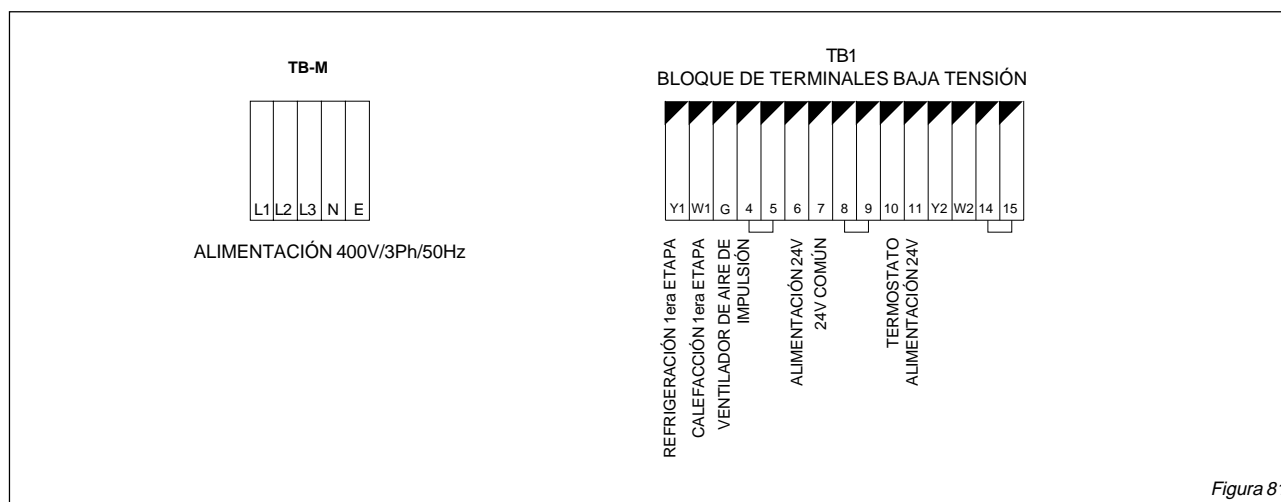 TB-M
L1 L2 L3 N E
ALIMENTACIÓN 400V/3Ph/50Hz
TB1
BLOQUE DE TERMINALES BAJA TENSIÓN
Y1 W1 G 4 5 6 7 8 9 10 11 Y2 W2 14 15
REFRIGERACIÓN 1era ETAPA
CALEFACCIÓN 1era ETAPA
VENTILADOR DE AIRE DE
IMPULSIÓN
ALIMENTACIÓN 24V
24V COMÚN
TERMOSTATO
ALIMENTACIÓN 24V
Figura 81